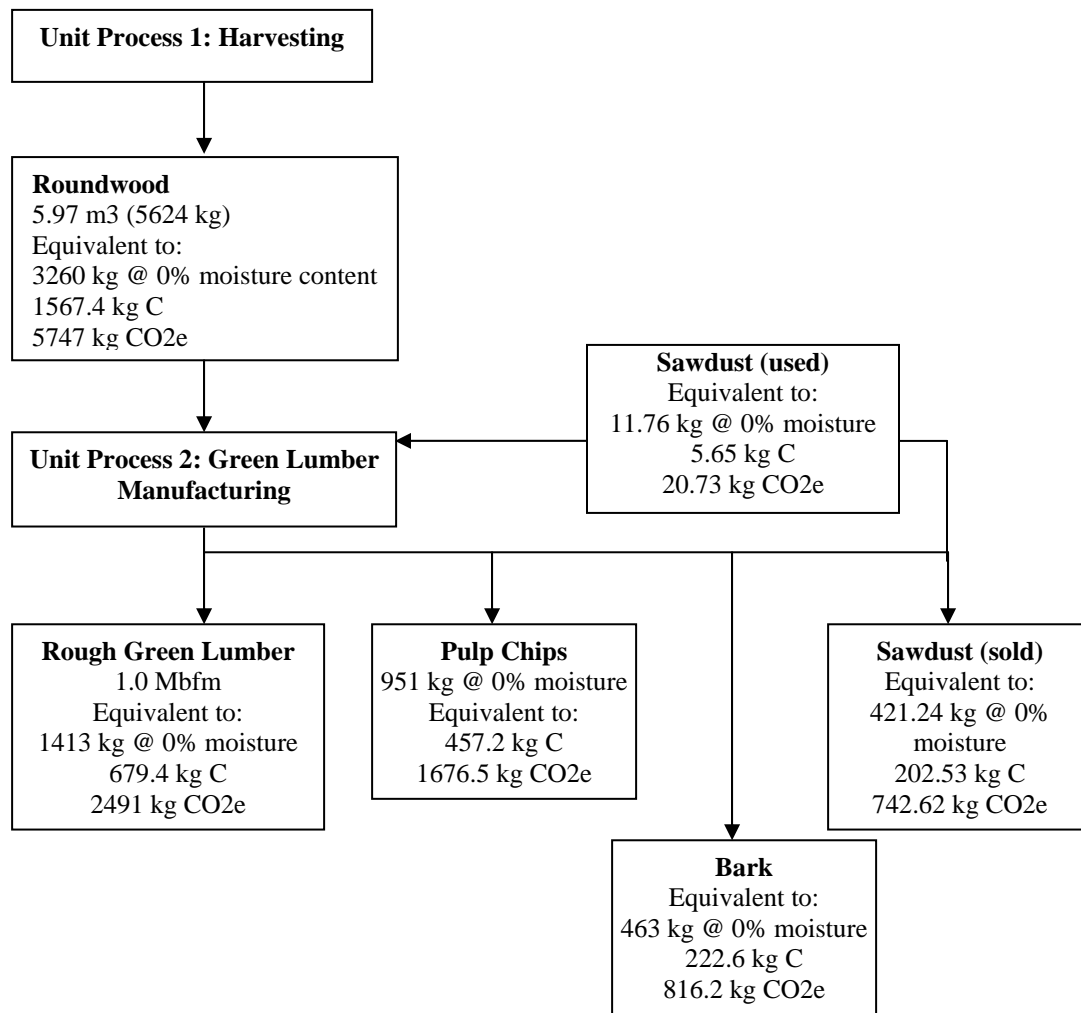 Unit Process 1: Harvesting
Roundwood
5.97 m3 (5624 kg)
Equivalent to:
3260 kg @ 0% moisture content
1567.4 kg C
5747 kg CO2e
Sawdust (used)
Equivalent to:
11.76 kg @ 0% moisture
5.65 kg C
20.73 kg CO2e
Unit Process 2: Green Lumber
Manufacturing
Rough Green Lumber
1.0 Mbfm
Equivalent to:
1413 kg @ 0% moisture
679.4 kg C
2491 kg CO2e
Pulp Chips
951 kg @ 0% moisture
Equivalent to:
457.2 kg C
1676.5 kg CO2e
Sawdust (sold)
Equivalent to:
421.24 kg @ 0%
moisture
202.53 kg C
742.62 kg CO2e
Bark
Equivalent to:
463 kg @ 0% moisture
222.6 kg C
816.2 kg CO2e